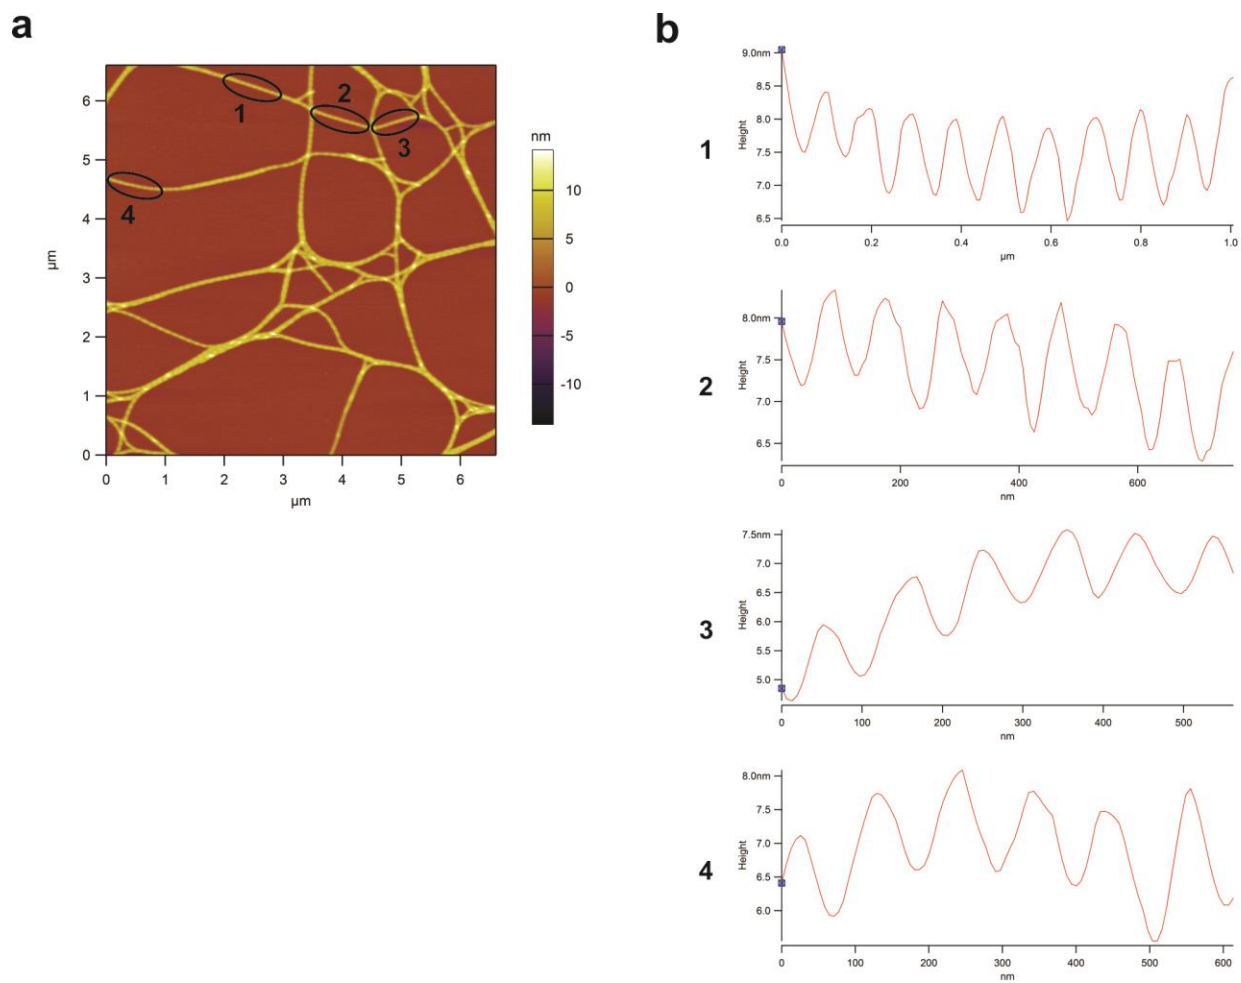 a
6
5
4
3
2
1
0
µm
0 1 2 3 4 5 6
µm
1
2
3
4
nm
10
5
0
-5
-10
b
1
9.0nm
8.5
8.0
7.5
7.0
6.5
Height
0.0 0.2 0.4 0.6 0.8 1.0
µm
2
8.0nm
7.5
7.0
6.5
Height
0 200 400 600
nm
3
7.5nm
7.0
6.5
6.0
5.5
5.0
Height
0 100 200 300 400 500
nm
4
8.0nm
7.5
7.0
6.5
6.0
Height
0 100 200 300 400 500 600
nm